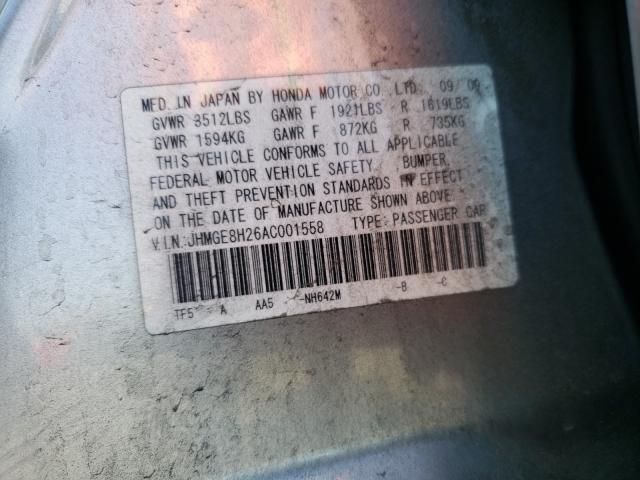 MFD. IN JAPAN BY HONDA MOTOR CO., LTD. 09/09
GVWR 3512LBS GAWR F 1921LBS R 1619LBS
GVWR 1594KG GAWR F 872KG R 735KG
THIS VEHICLE CONFORMS TO ALL APPLICABLE
FEDERAL MOTOR VEHICLE SAFETY, BUMPER,
AND THEFT PREVENTION STANDARDS IN EFFECT
ON THE DATE OF MANUFACTURE SHOWN ABOVE.
V.I.N.: JHMGE8H26AC001558 TYPE: PASSENGER CAR
TF5 A AA5 -NH642M -B -C